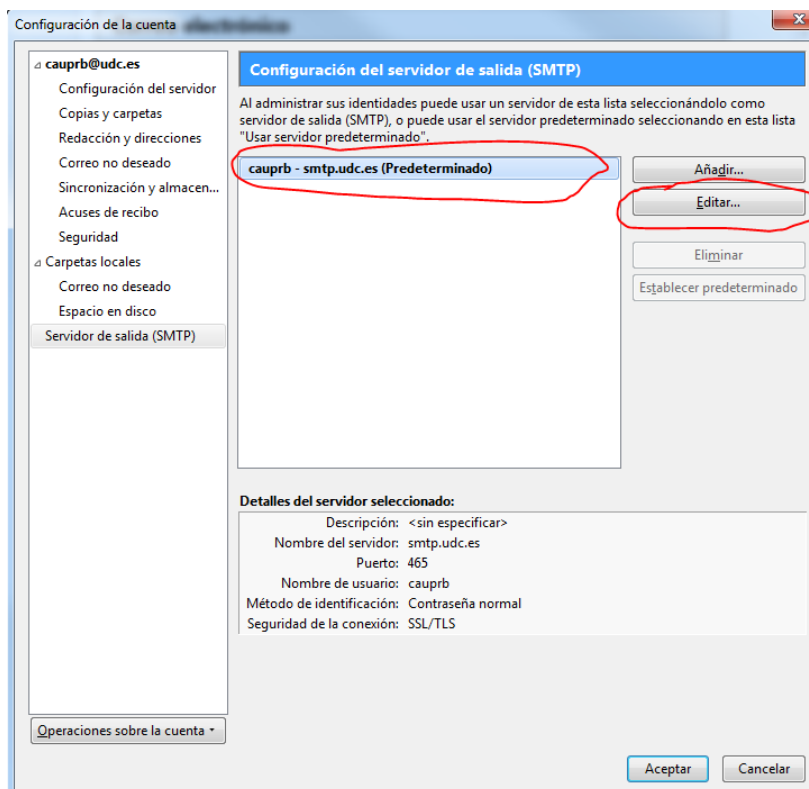 Configuración de la cuenta
cauprb@udc.es
Configuración del servidor
Copias y carpetas
Redacción y direcciones
Correo no deseado
Sincronización y almacen...
Acuses de recibo
Seguridad
Carpetas locales
Correo no deseado
Espacio en disco
Servidor de salida (SMTP)
Operaciones sobre la cuenta
Configuración del servidor de salida (SMTP)
Al administrar sus identidades puede usar un servidor de esta lista seleccionándolo como
servidor de salida (SMTP), o puede usar el servidor predeterminado seleccionando en esta lista
"Usar servidor predeterminado".
cauprb - smtp.udc.es (Predeterminado)
Añadir...
Editar...
Eliminar
Establecer predeterminado
Detalles del servidor seleccionado:
Descripción: <sin especificar>
Nombre del servidor: smtp.udc.es
Puerto: 465
Nombre de usuario: cauprb
Método de identificación: Contraseña normal
Seguridad de la conexión: SSL/TLS
Aceptar
Cancelar